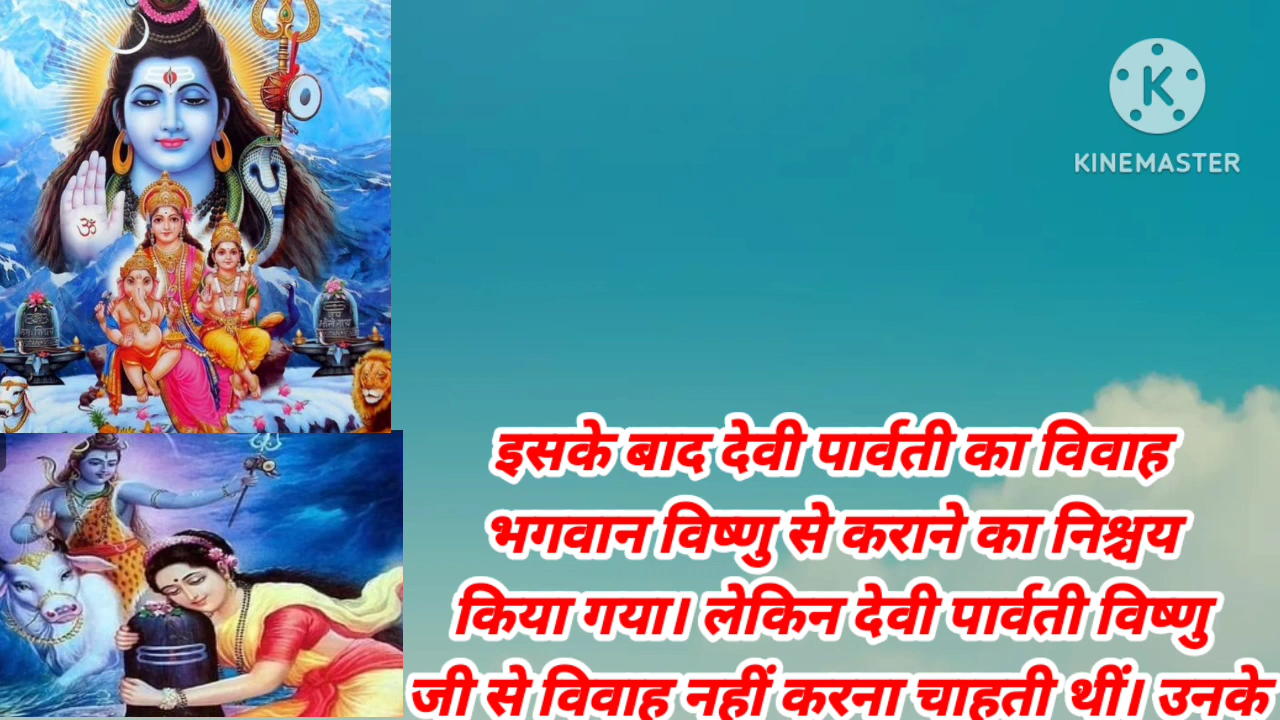 KINEMASTER
ॐ
इसके बाद देवी पार्वती का विवाह
भगवान विष्णु से कराने का निश्चय
किया गया। लेकिन देवी पार्वती विष्णु
जी से विवाह नहीं करना चाहती थीं। उनके